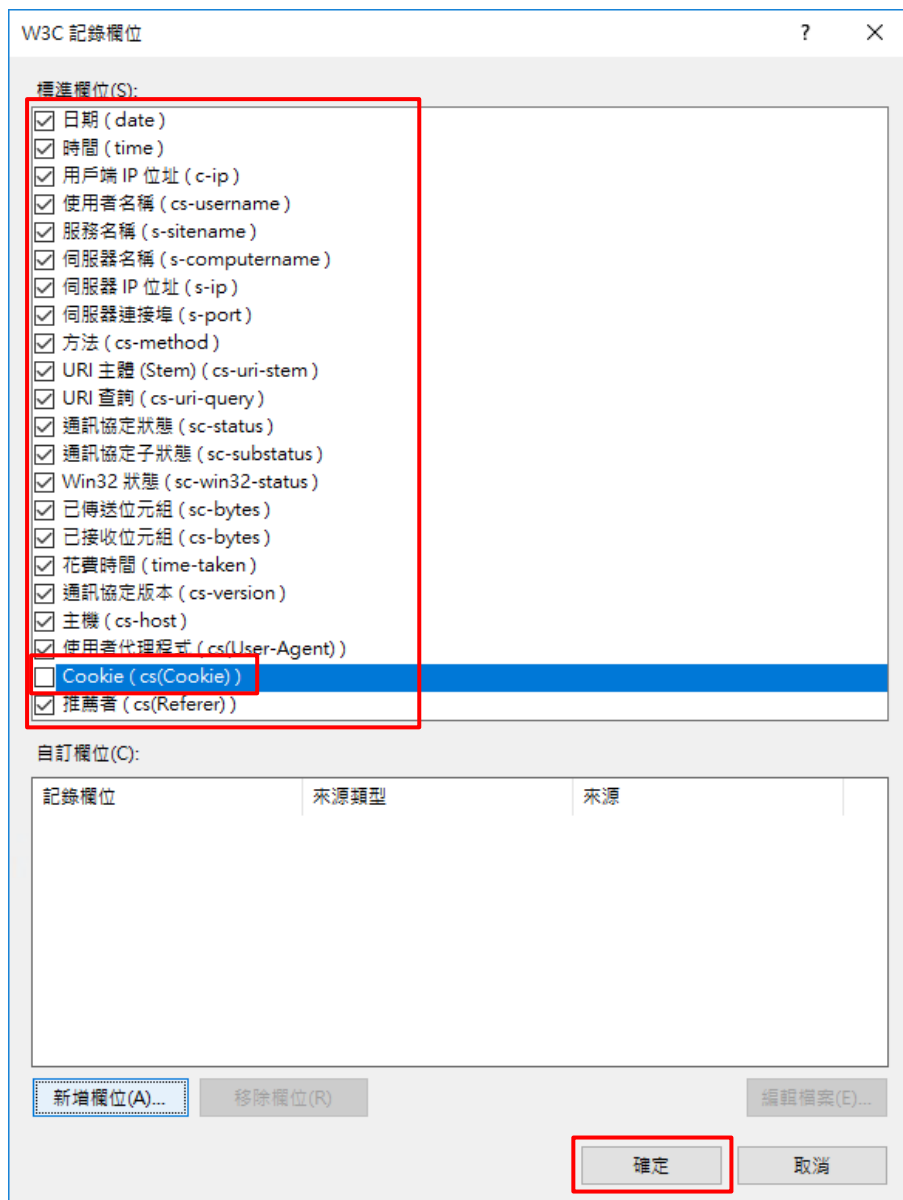 W3C 記錄欄位
?
標準欄位(S):
日期 ( date )
時間 ( time )
用戶端 IP 位址 ( c-ip )
使用者名稱 ( cs-username )
服務名稱 ( s-sitename )
伺服器名稱 ( s-computername )
伺服器 IP 位址 ( s-ip )
伺服器連接埠 ( s-port )
方法 ( cs-method )
URI 主體 (Stem) ( cs-uri-stem )
URI 查詢 ( cs-uri-query )
通訊協定狀態 ( sc-status )
通訊協定子狀態 ( sc-substatus )
Win32 狀態 ( sc-win32-status )
已傳送位元組 ( sc-bytes )
已接收位元組 ( cs-bytes )
花費時間 ( time-taken )
通訊協定版本 ( cs-version )
主機 ( cs-host )
使用者代理程式 ( cs(User-Agent) )
Cookie ( cs(Cookie) )
推薦者 ( cs(Referer) )
自訂欄位(C):
記錄欄位 來源類型 來源
新增欄位(A)... 移除欄位(R) 編輯檔案(E)...
確定 取消